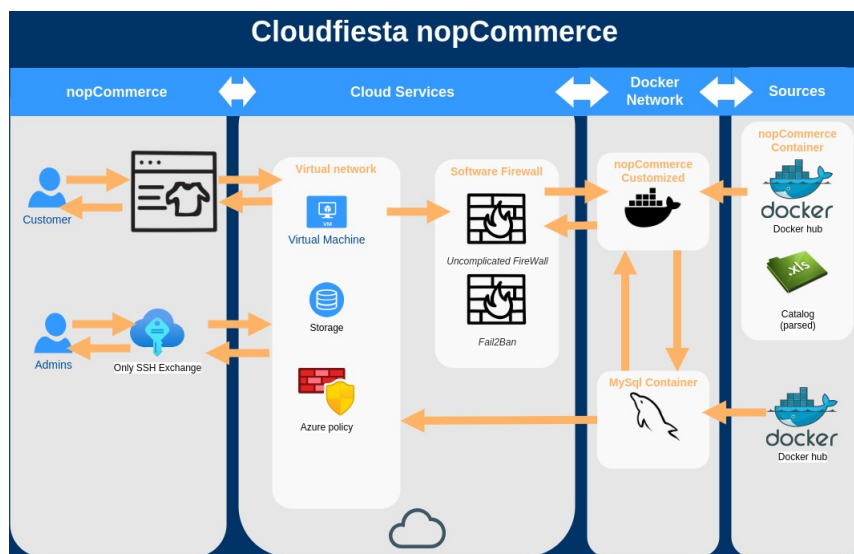 Cloudfiesta nopCommerce
nopCommerce
Cloud Services
Docker
Network
Sources
Customer
Admins
Only SSH Exchange
Virtual network
VM
Virtual Machine
Storage
Azure policy
Software Firewall
Uncomplicated FireWall
Fail2Ban
nopCommerce
Customized
MySql Container
nopCommerce
Container
docker
Docker hub
.xls
Catalog
(parsed)
docker
Docker hub